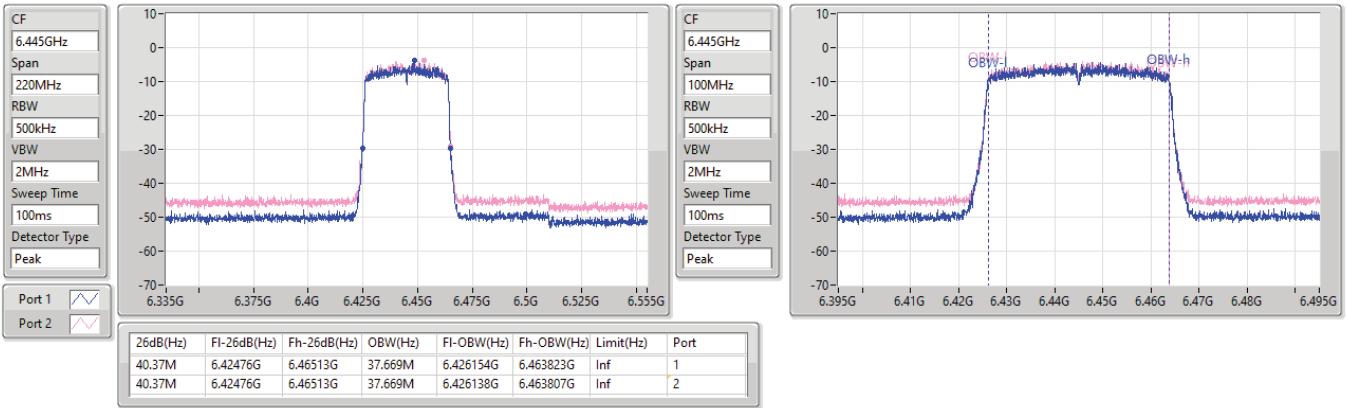 CF
6.445GHz
Span
220MHz
RBW
500kHz
VBW
2MHz
Sweep Time
100ms
Detector Type
Peak
Port 1
Port 2
10-
0-
-10-
-20-
-30-
-40-
-50-
-60-
-70-
6.335G 6.375G 6.4G 6.425G 6.45G 6.475G 6.5G 6.525G 6.555G
CF
6.445GHz
Span
100MHz
RBW
500kHz
VBW
2MHz
Sweep Time
100ms
Detector Type
Peak
10-
0-
-10-
-20-
-30-
-40-
-50-
-60-
-70-
OBW-l OBW-h
6.395G 6.41G 6.42G 6.43G 6.44G 6.45G 6.46G 6.47G 6.48G 6.495G
26dB(Hz) Fl-26dB(Hz) Fh-26dB(Hz) OBW(Hz) Fl-OBW(Hz) Fh-OBW(Hz) Limit(Hz) Port
40.37M 6.42476G 6.46513G 37.669M 6.426154G 6.463823G Inf 1
40.37M 6.42476G 6.46513G 37.669M 6.426138G 6.463807G Inf 2